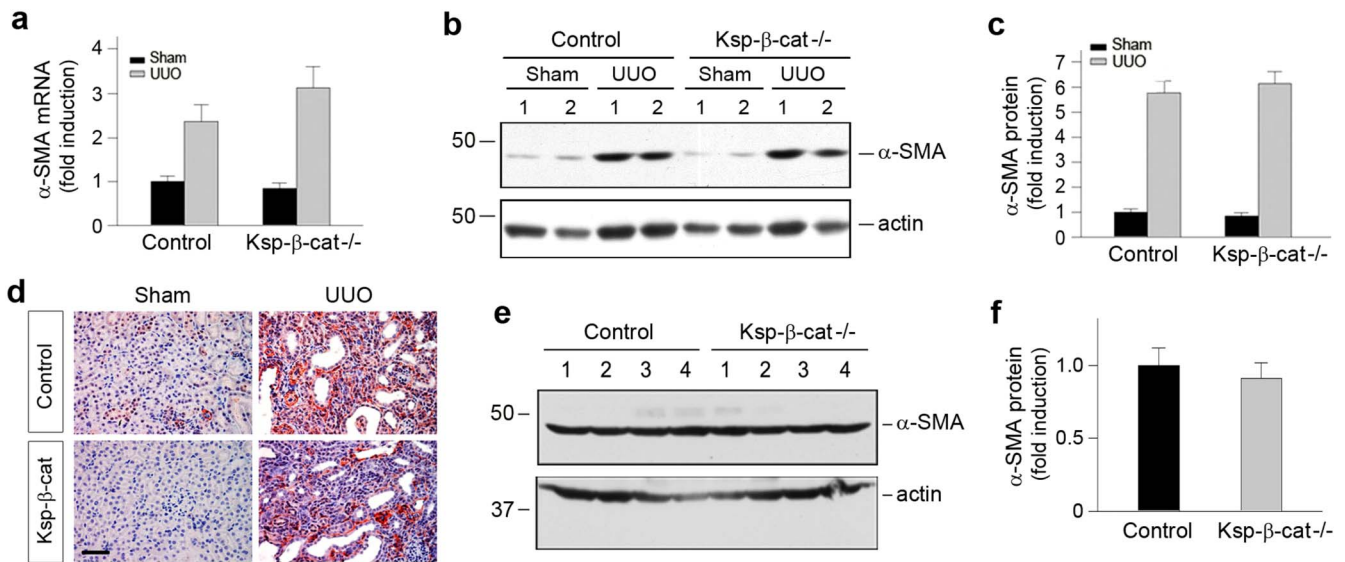 a
α-SMA mRNA
(fold induction)
4
3
2
1
0
Sham
UUO
Control Ksp-β-cat-/-
b
Control Ksp-β-cat-/-
Sham UUO Sham UUO
1 2 1 2 1 2 1 2
50 α-SMA
50 actin
c
α-SMA protein
(fold induction)
7
6
5
4
3
2
1
0
Sham
UUO
Control Ksp-β-cat-/-
d
Sham UUO
Control
Ksp-β-cat
e
Control Ksp-β-cat-/-
1 2 3 4 1 2 3 4
50 α-SMA
actin
37
f
α-SMA protein
(fold induction)
1.0
0.5
0
Control Ksp-β-cat-/-